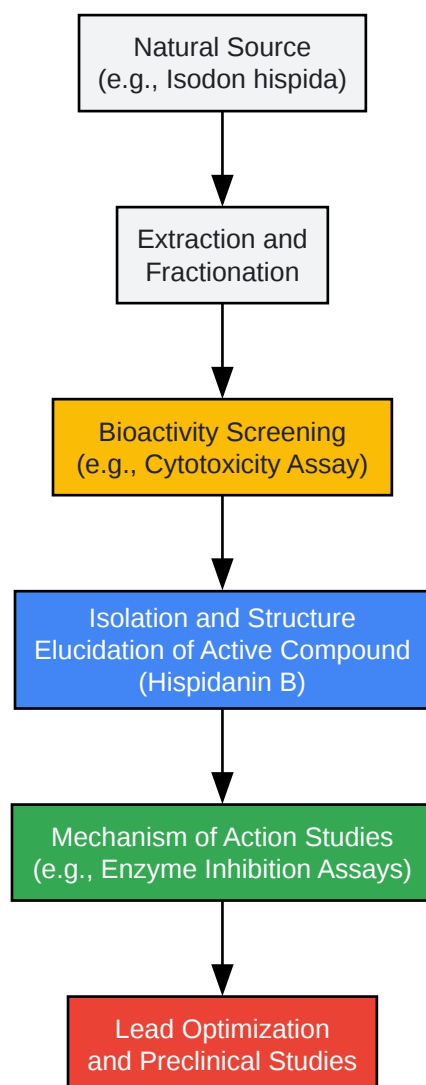 Natural Source
(e.g., Isodon hispida)
Extraction and
Fractionation
Bioactivity Screening
(e.g., Cytotoxicity Assay)
Isolation and Structure
Elucidation of Active Compound
(Hispidanin B)
Mechanism of Action Studies
(e.g., Enzyme Inhibition Assays)
Lead Optimization
and Preclinical Studies